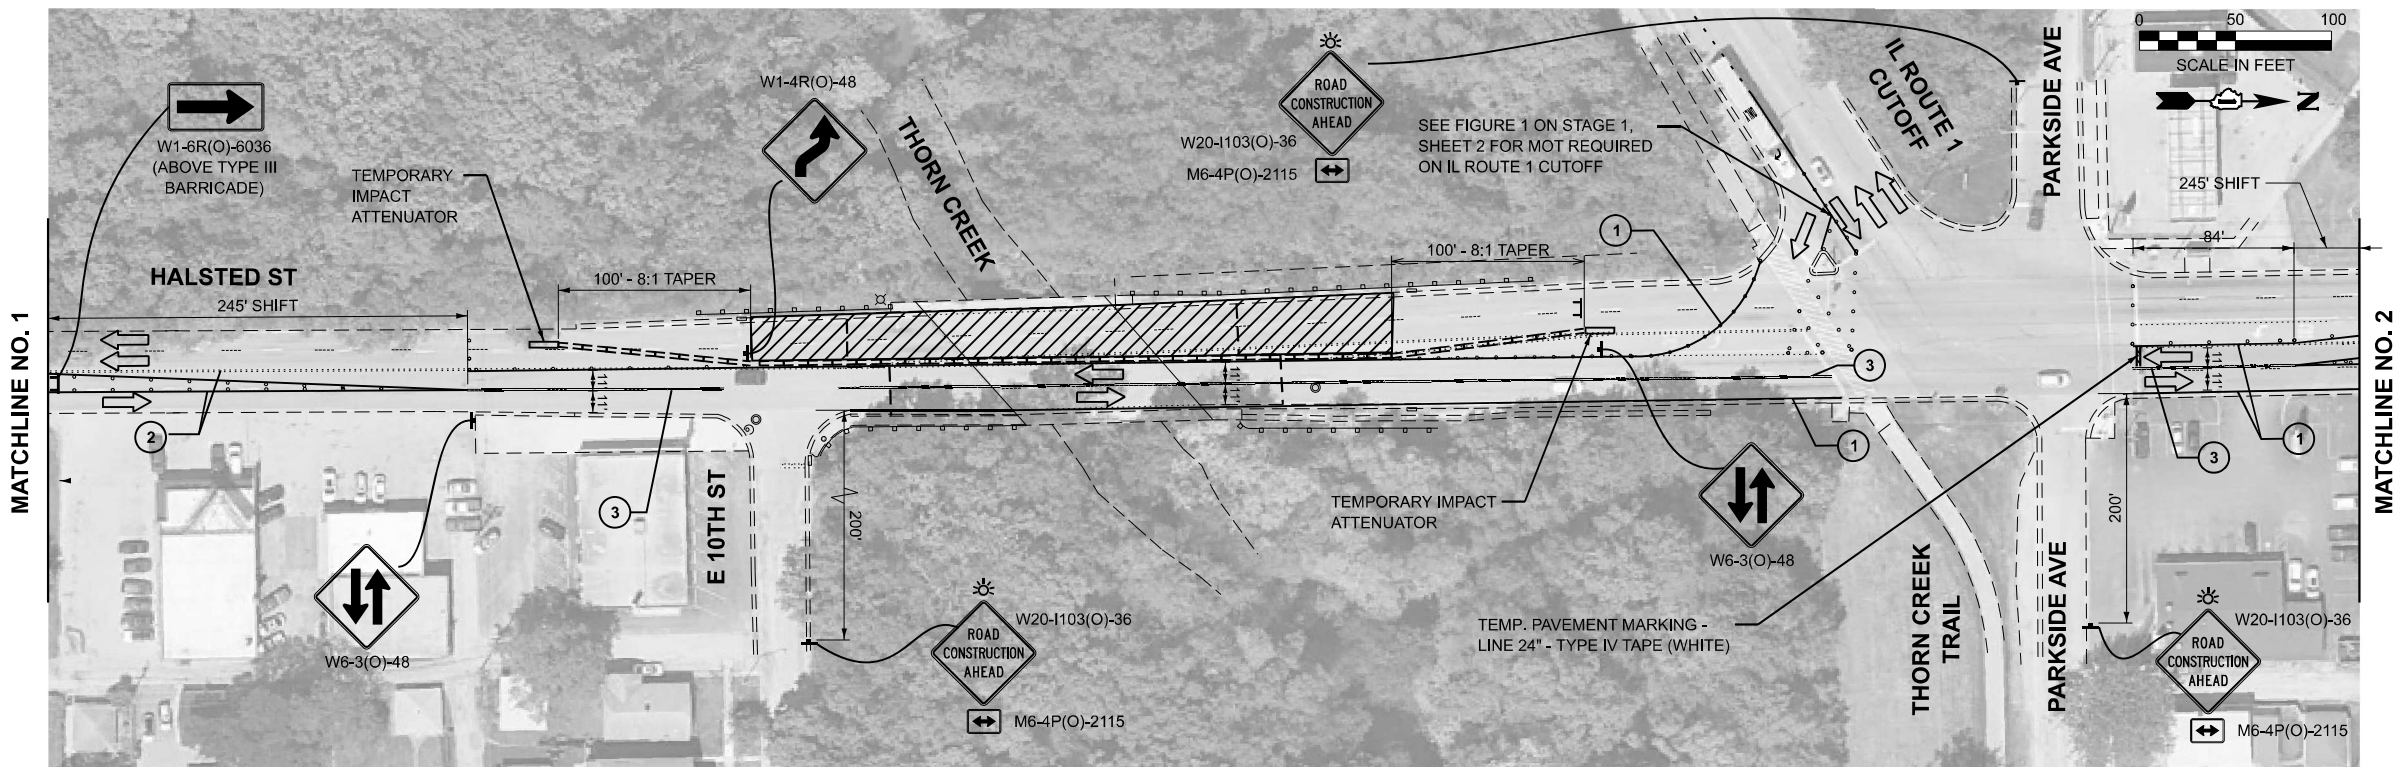 MATCHLINE NO. 1
W1-6R(O)-6036
(ABOVE TYPE III
BARRICADE)
TEMPORARY
IMPACT
ATTENUATOR
HALSTED ST
245' SHIFT
100' - 8:1 TAPER
W1-4R(O)-48
THORN CREEK
ROAD
CONSTRUCTION
AHEAD
W20-I103(O)-36
M6-4P(O)-2115
SEE FIGURE 1 ON STAGE 1,
SHEET 2 FOR MOT REQUIRED
ON IL ROUTE 1 CUTOFF
100' - 8:1 TAPER
1
IL ROUTE 1
CUTOFF
PARKSIDE AVE
0 50 100
SCALE IN FEET
N
245' SHIFT
84'
MATCHLINE NO. 2
2
11'
11'
3
W6-3(O)-48
E 10TH ST
200'
ROAD
CONSTRUCTION
AHEAD
W20-I103(O)-36
M6-4P(O)-2115
11'
11'
3
1
TEMPORARY IMPACT
ATTENUATOR
W6-3(O)-48
TEMP. PAVEMENT MARKING -
LINE 24" - TYPE IV TAPE (WHITE)
THORN CREEK
TRAIL
PARKSIDE AVE
11'
11'
3
1
200'
ROAD
CONSTRUCTION
AHEAD
W20-I103(O)-36
M6-4P(O)-2115